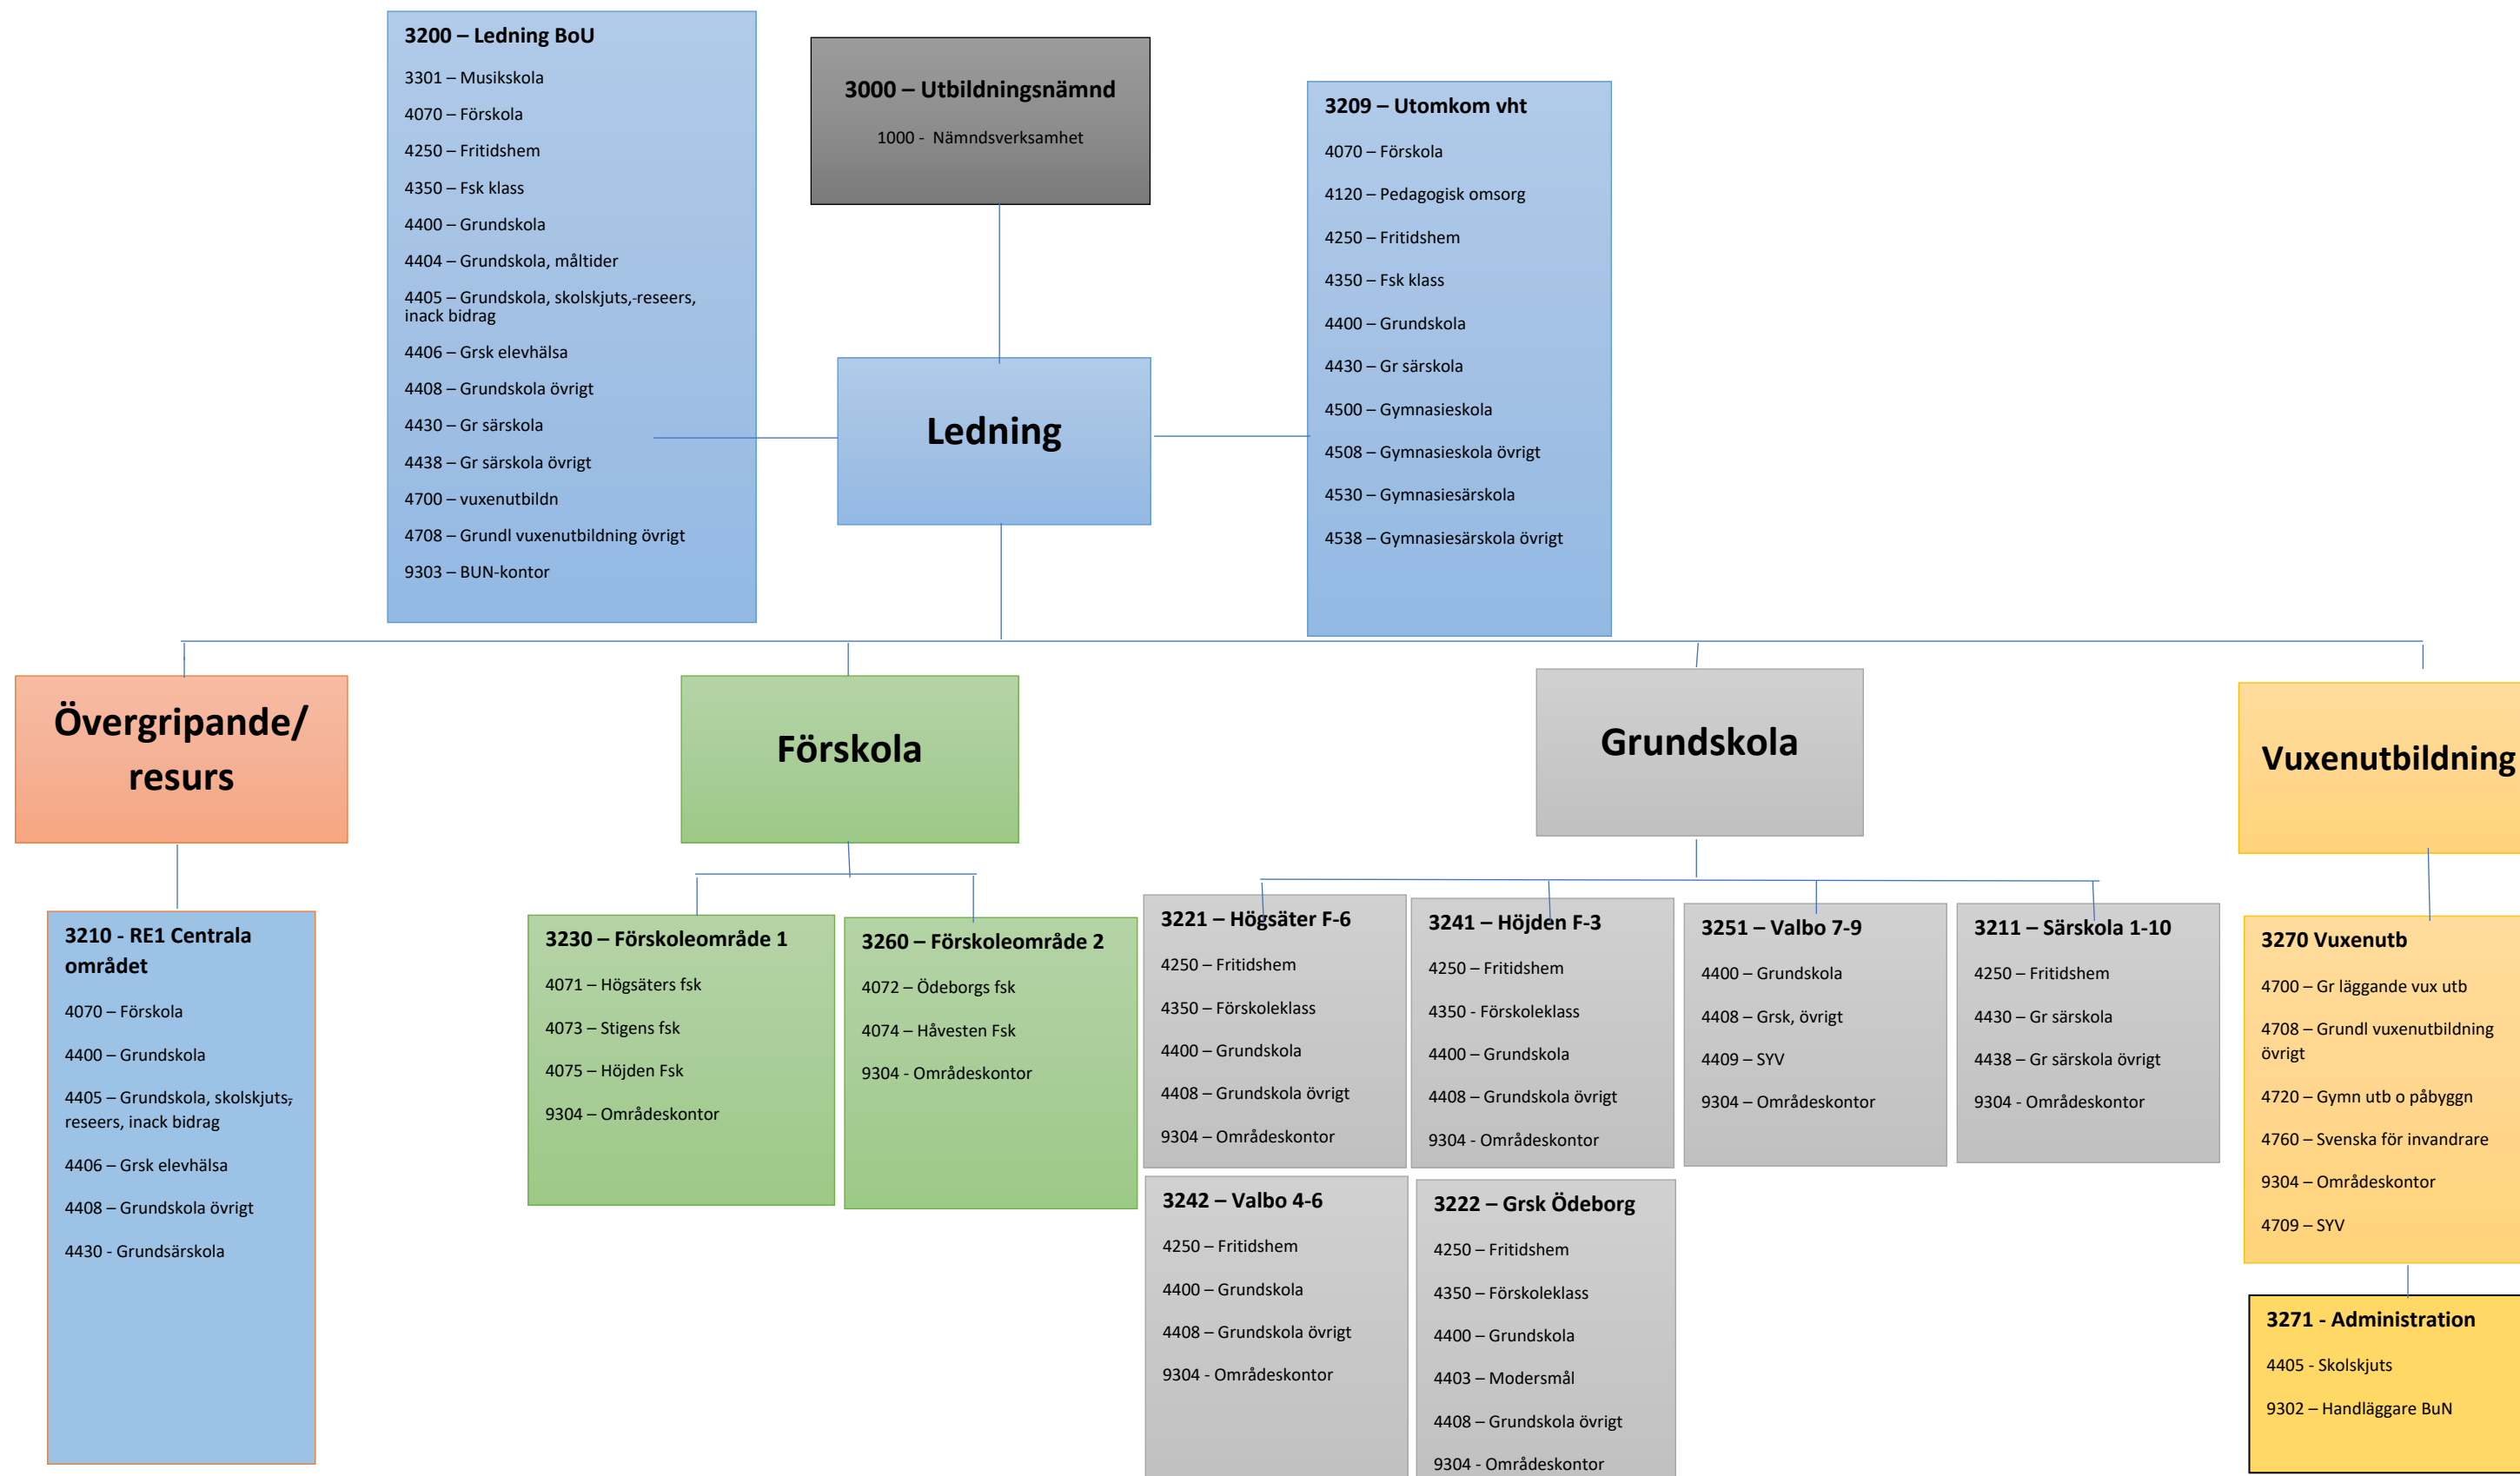 3200 – Ledning BoU
3301 – Musikskola
4070 – Förskola
4250 – Fritidshem
4350 – Fsk klass
4400 – Grundskola
4404 – Grundskola, måltider
4405 – Grundskola, skolskjuts,-reseers,
inack bidrag
4406 – Grsk elevhälsa
4408 – Grundskola övrigt
4430 – Gr särskola
4438 – Gr särskola övrigt
4700 – vuxenutbildn
4708 – Grundl vuxenutbildning övrigt
9303 – BUN-kontor
3000 – Utbildningsnämnd
1000 - Nämndsverksamhet
3209 – Utomkom vht
4070 – Förskola
4120 – Pedagogisk omsorg
4250 – Fritidshem
4350 – Fsk klass
4400 – Grundskola
4430 – Gr särskola
4500 – Gymnasieskola
4508 – Gymnasieskola övrigt
4530 – Gymnasiesärskola
4538 – Gymnasiesärskola övrigt
Ledning
Övergripande/
resurs
Förskola
Grundskola
Vuxenutbildning
3210 - RE1 Centrala
området
4070 – Förskola
4400 – Grundskola
4405 – Grundskola, skolskjuts,-
reseers, inack bidrag
4406 – Grsk elevhälsa
4408 – Grundskola övrigt
4430 - Grundsärskola
3230 – Förskoleområde 1
4071 – Högsäters fsk
4073 – Stigens fsk
4075 – Höjden Fsk
9304 – Områdeskontor
3260 – Förskoleområde 2
4072 – Ödeborgs fsk
4074 – Håvesten Fsk
9304 - Områdeskontor
3221 – Högsäter F-6
4250 – Fritidshem
4350 – Förskoleklass
4400 – Grundskola
4408 – Grundskola övrigt
9304 – Områdeskontor
3241 – Höjden F-3
4250 – Fritidshem
4350 - Förskoleklass
4400 – Grundskola
4408 – Grundskola övrigt
9304 - Områdeskontor
3251 – Valbo 7-9
4400 – Grundskola
4408 – Grsk, övrigt
4409 – SYV
9304 – Områdeskontor
3211 – Särskola 1-10
4250 – Fritidshem
4430 – Gr särskola
4438 – Gr särskola övrigt
9304 - Områdeskontor
3242 – Valbo 4-6
4250 – Fritidshem
4400 – Grundskola
4408 – Grundskola övrigt
9304 - Områdeskontor
3222 – Grsk Ödeborg
4250 – Fritidshem
4350 – Förskoleklass
4400 – Grundskola
4403 – Modersmål
4408 – Grundskola övrigt
9304 - Områdeskontor
3270 Vuxenutb
4700 – Gr läggande vux utb
4708 – Grundl vuxenutbildning
övrigt
4720 – Gymn utb o påbyggn
4760 – Svenska för invandrare
9304 – Områdeskontor
4709 – SYV
3271 - Administration
4405 - Skolskjuts
9302 – Handläggare BuN